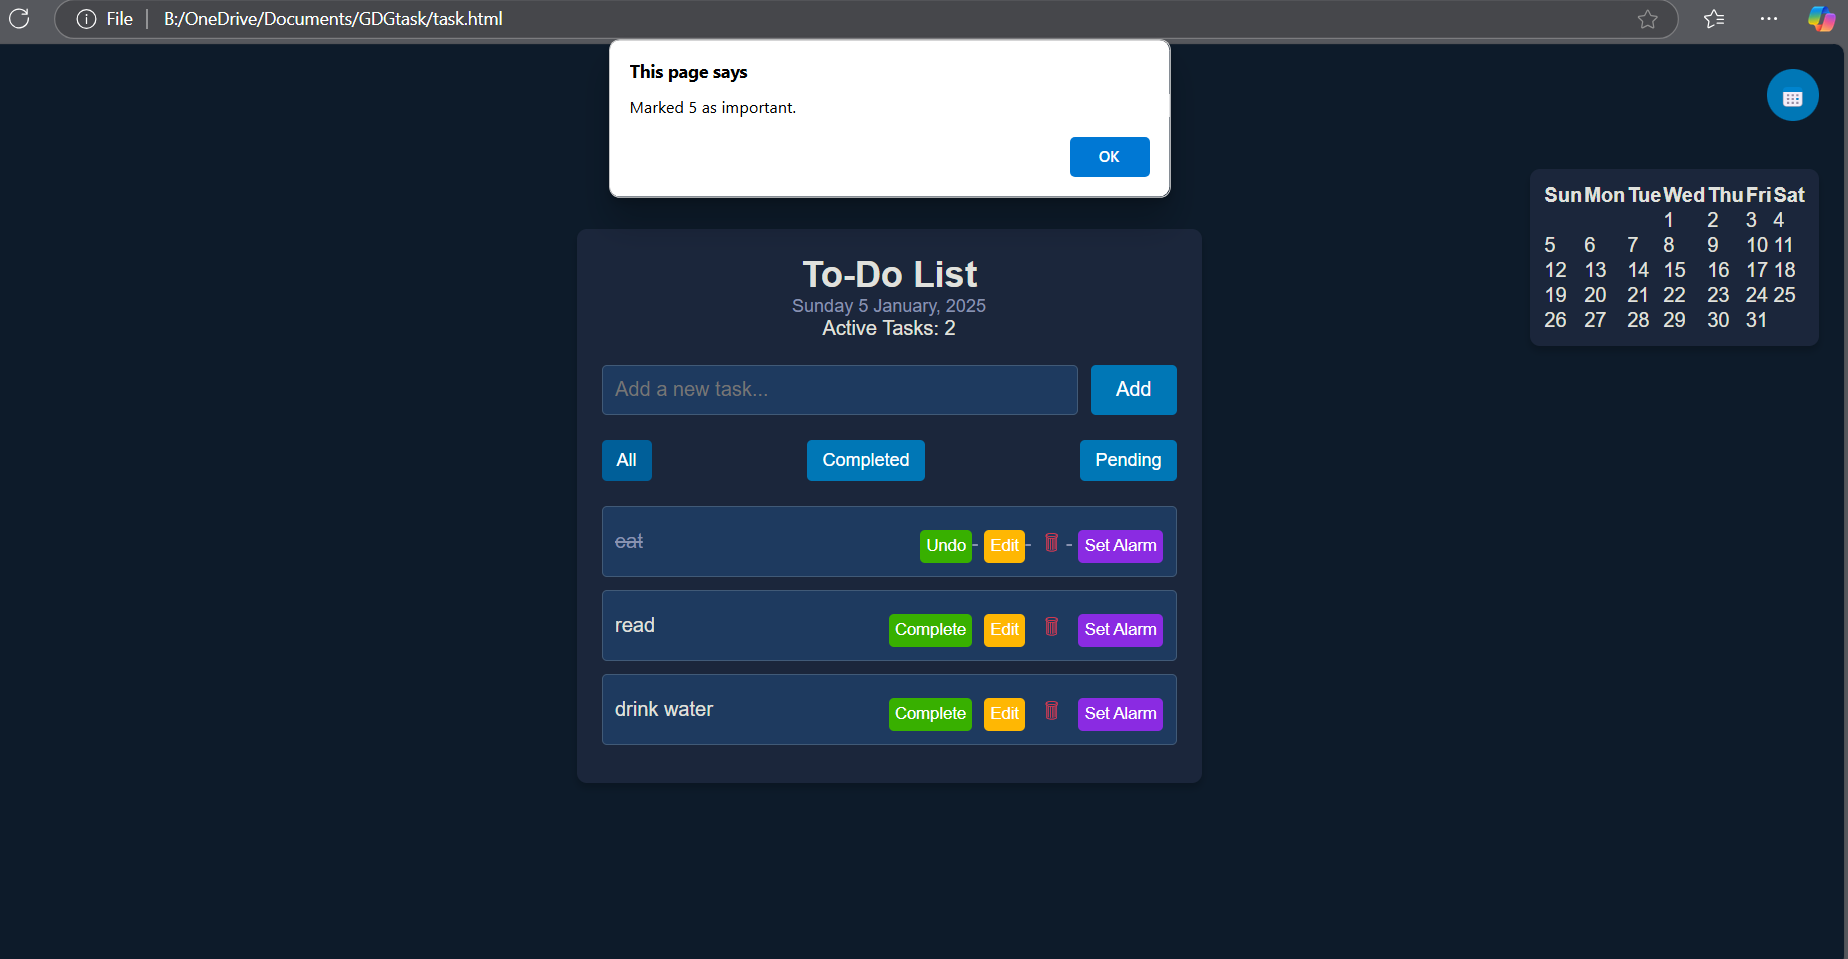 File | B:/OneDrive/Documents/GDGtask/task.html
This page says
Marked 5 as important.
OK
Sun Mon Tue Wed Thu Fri Sat
1 2 3 4
5 6 7 8 9 10 11
12 13 14 15 16 17 18
19 20 21 22 23 24 25
26 27 28 29 30 31
To-Do List
Sunday 5 January, 2025
Active Tasks: 2
Add a new task... Add
All Completed Pending
eat Undo - Edit - - Set Alarm
read Complete Edit Set Alarm
drink water Complete Edit Set Alarm